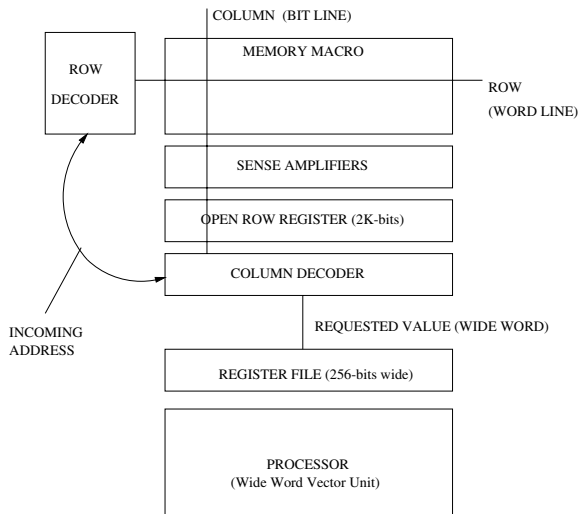 COLUMN (BIT LINE)
MEMORY MACRO
ROW
DECODER
ROW
(WORD LINE)
SENSE AMPLIFIERS
OPEN ROW REGISTER (2K-bits)
COLUMN DECODER
INCOMING
ADDRESS
REQUESTED VALUE (WIDE WORD)
REGISTER FILE (256-bits wide)
PROCESSOR
(Wide Word Vector Unit)